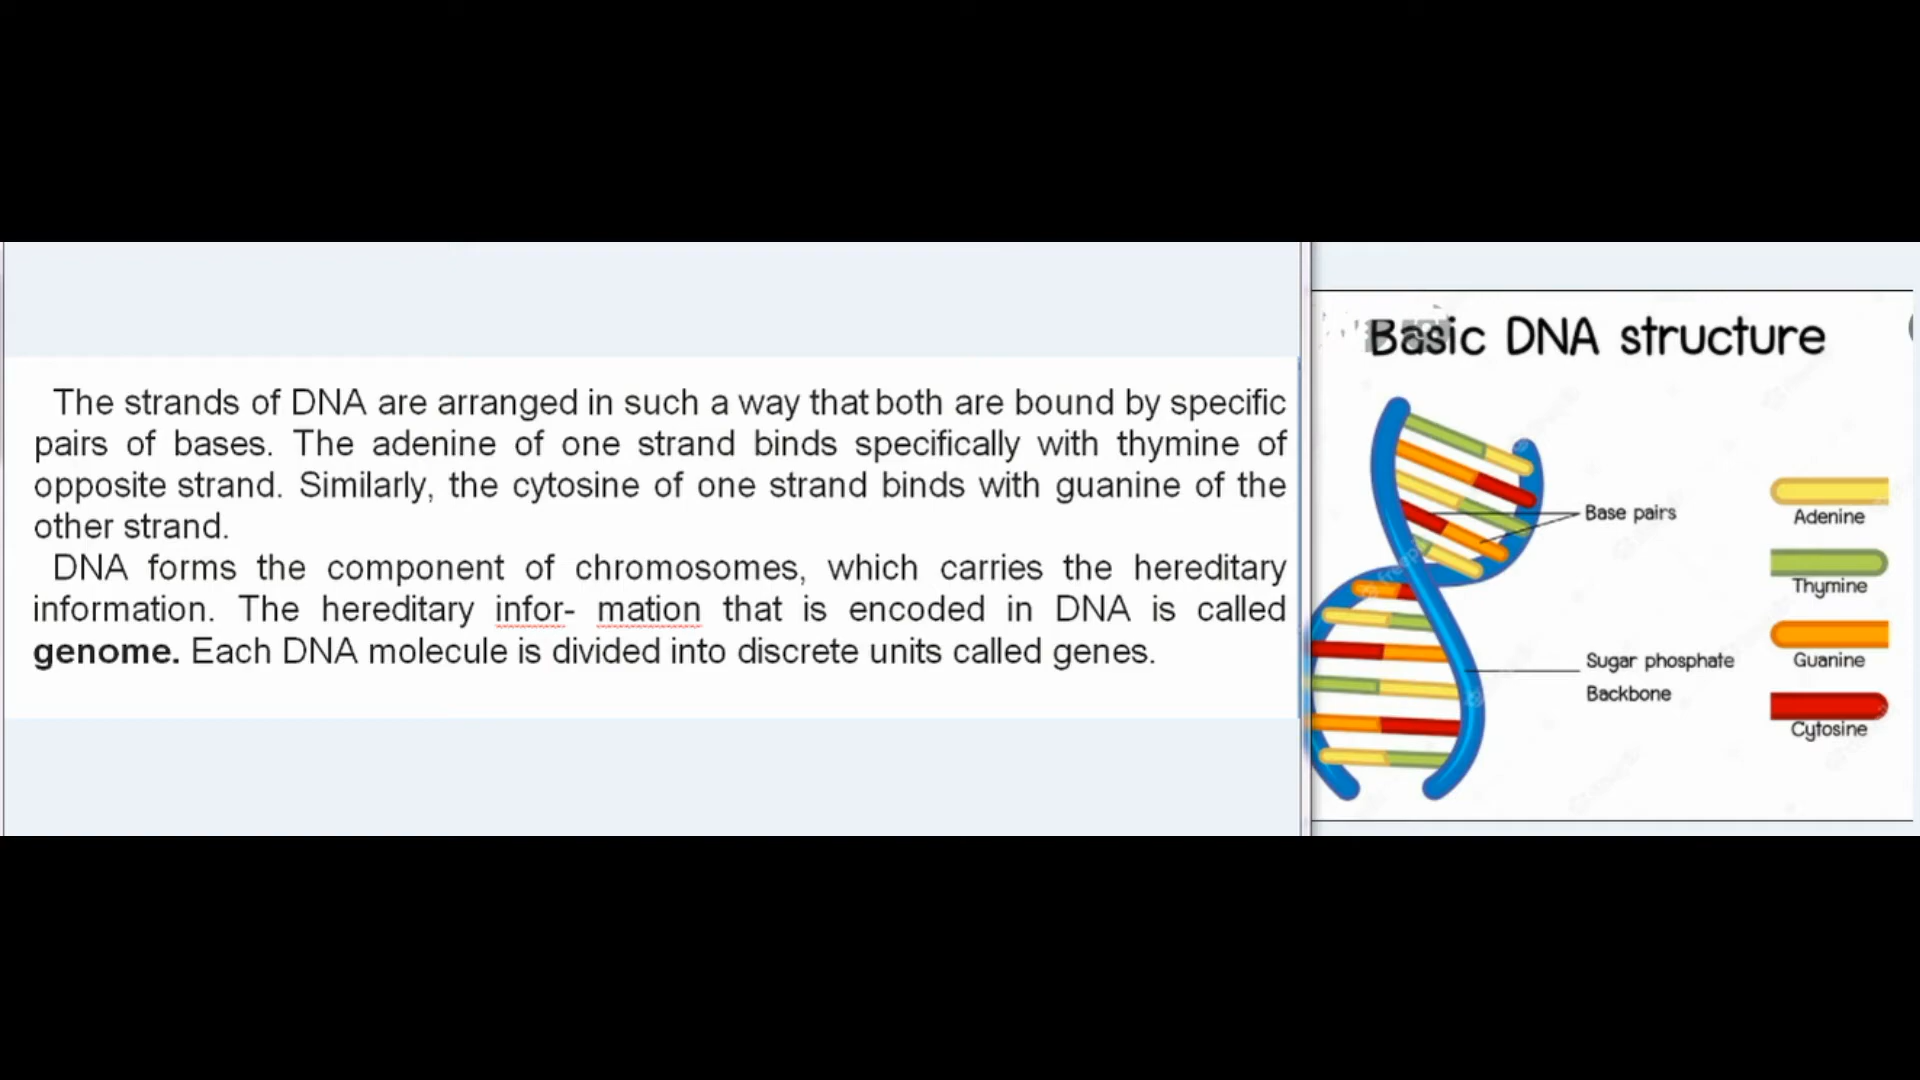 The strands of DNA are arranged in such a way that both are bound by specific
pairs of bases. The adenine of one strand binds specifically with thymine of
opposite strand. Similarly, the cytosine of one strand binds with guanine of the
other strand.
DNA forms the component of chromosomes, which carries the hereditary
information. The hereditary infor- mation that is encoded in DNA is called
genome. Each DNA molecule is divided into discrete units called genes.
Basic DNA structure
Base pairs
Sugar phosphate
Backbone
Adenine
Thymine
Guanine
Cytosine